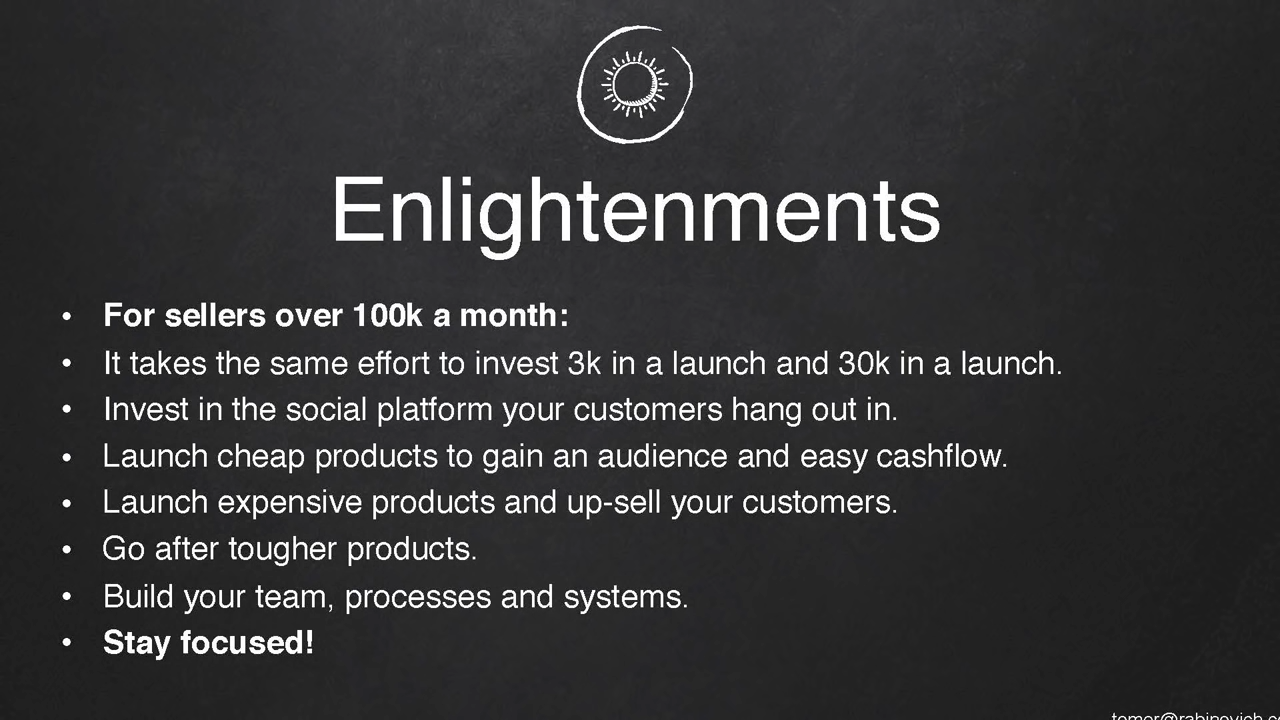 Enlightenments
• For sellers over 100k a month:
• It takes the same effort to invest 3k in a launch and 30k in a launch.
• Invest in the social platform your customers hang out in.
• Launch cheap products to gain an audience and easy cashflow.
• Launch expensive products and up-sell your customers.
• Go after tougher products.
• Build your team, processes and systems.
• Stay focused!